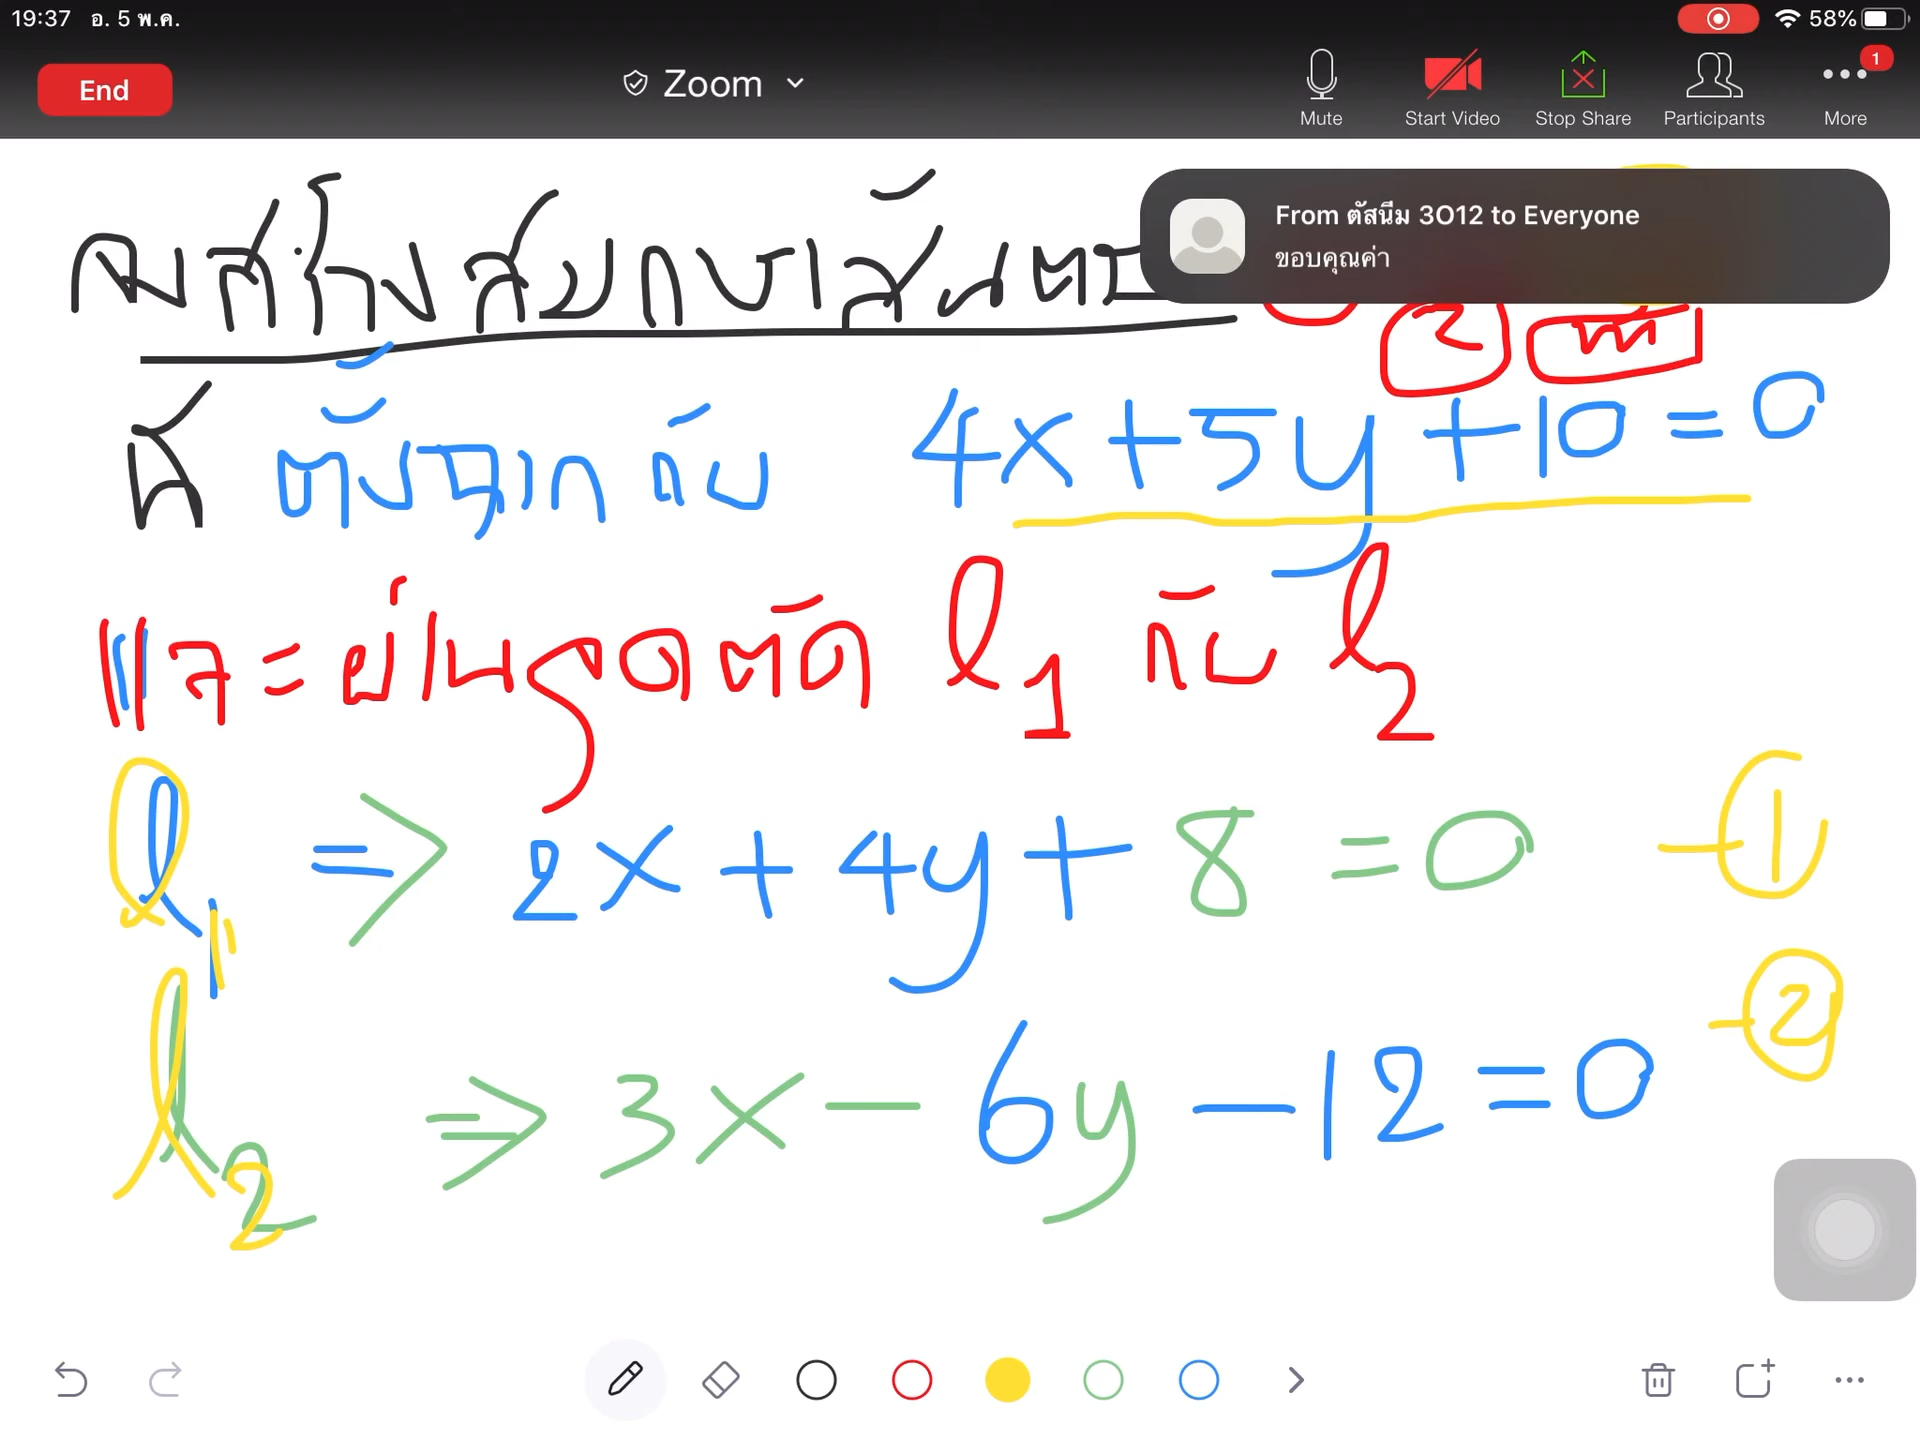 19:37 อ. 5 พ.ค. 58%
End Zoom Mute Start Video Stop Share Participants More 1
From ตัสนีม 3O12 to Everyone
ขอบคุณค่า
จงสร้างสมการเส้นตรง
2
ที่ ตั้งฉากกับ 4x+5y+10=0
และผ่านจุดตัด l1 กับ l2
l1 => 2x + 4y + 8 = 0 - 1
l2 => 3x - 6y - 12 = 0 - 2